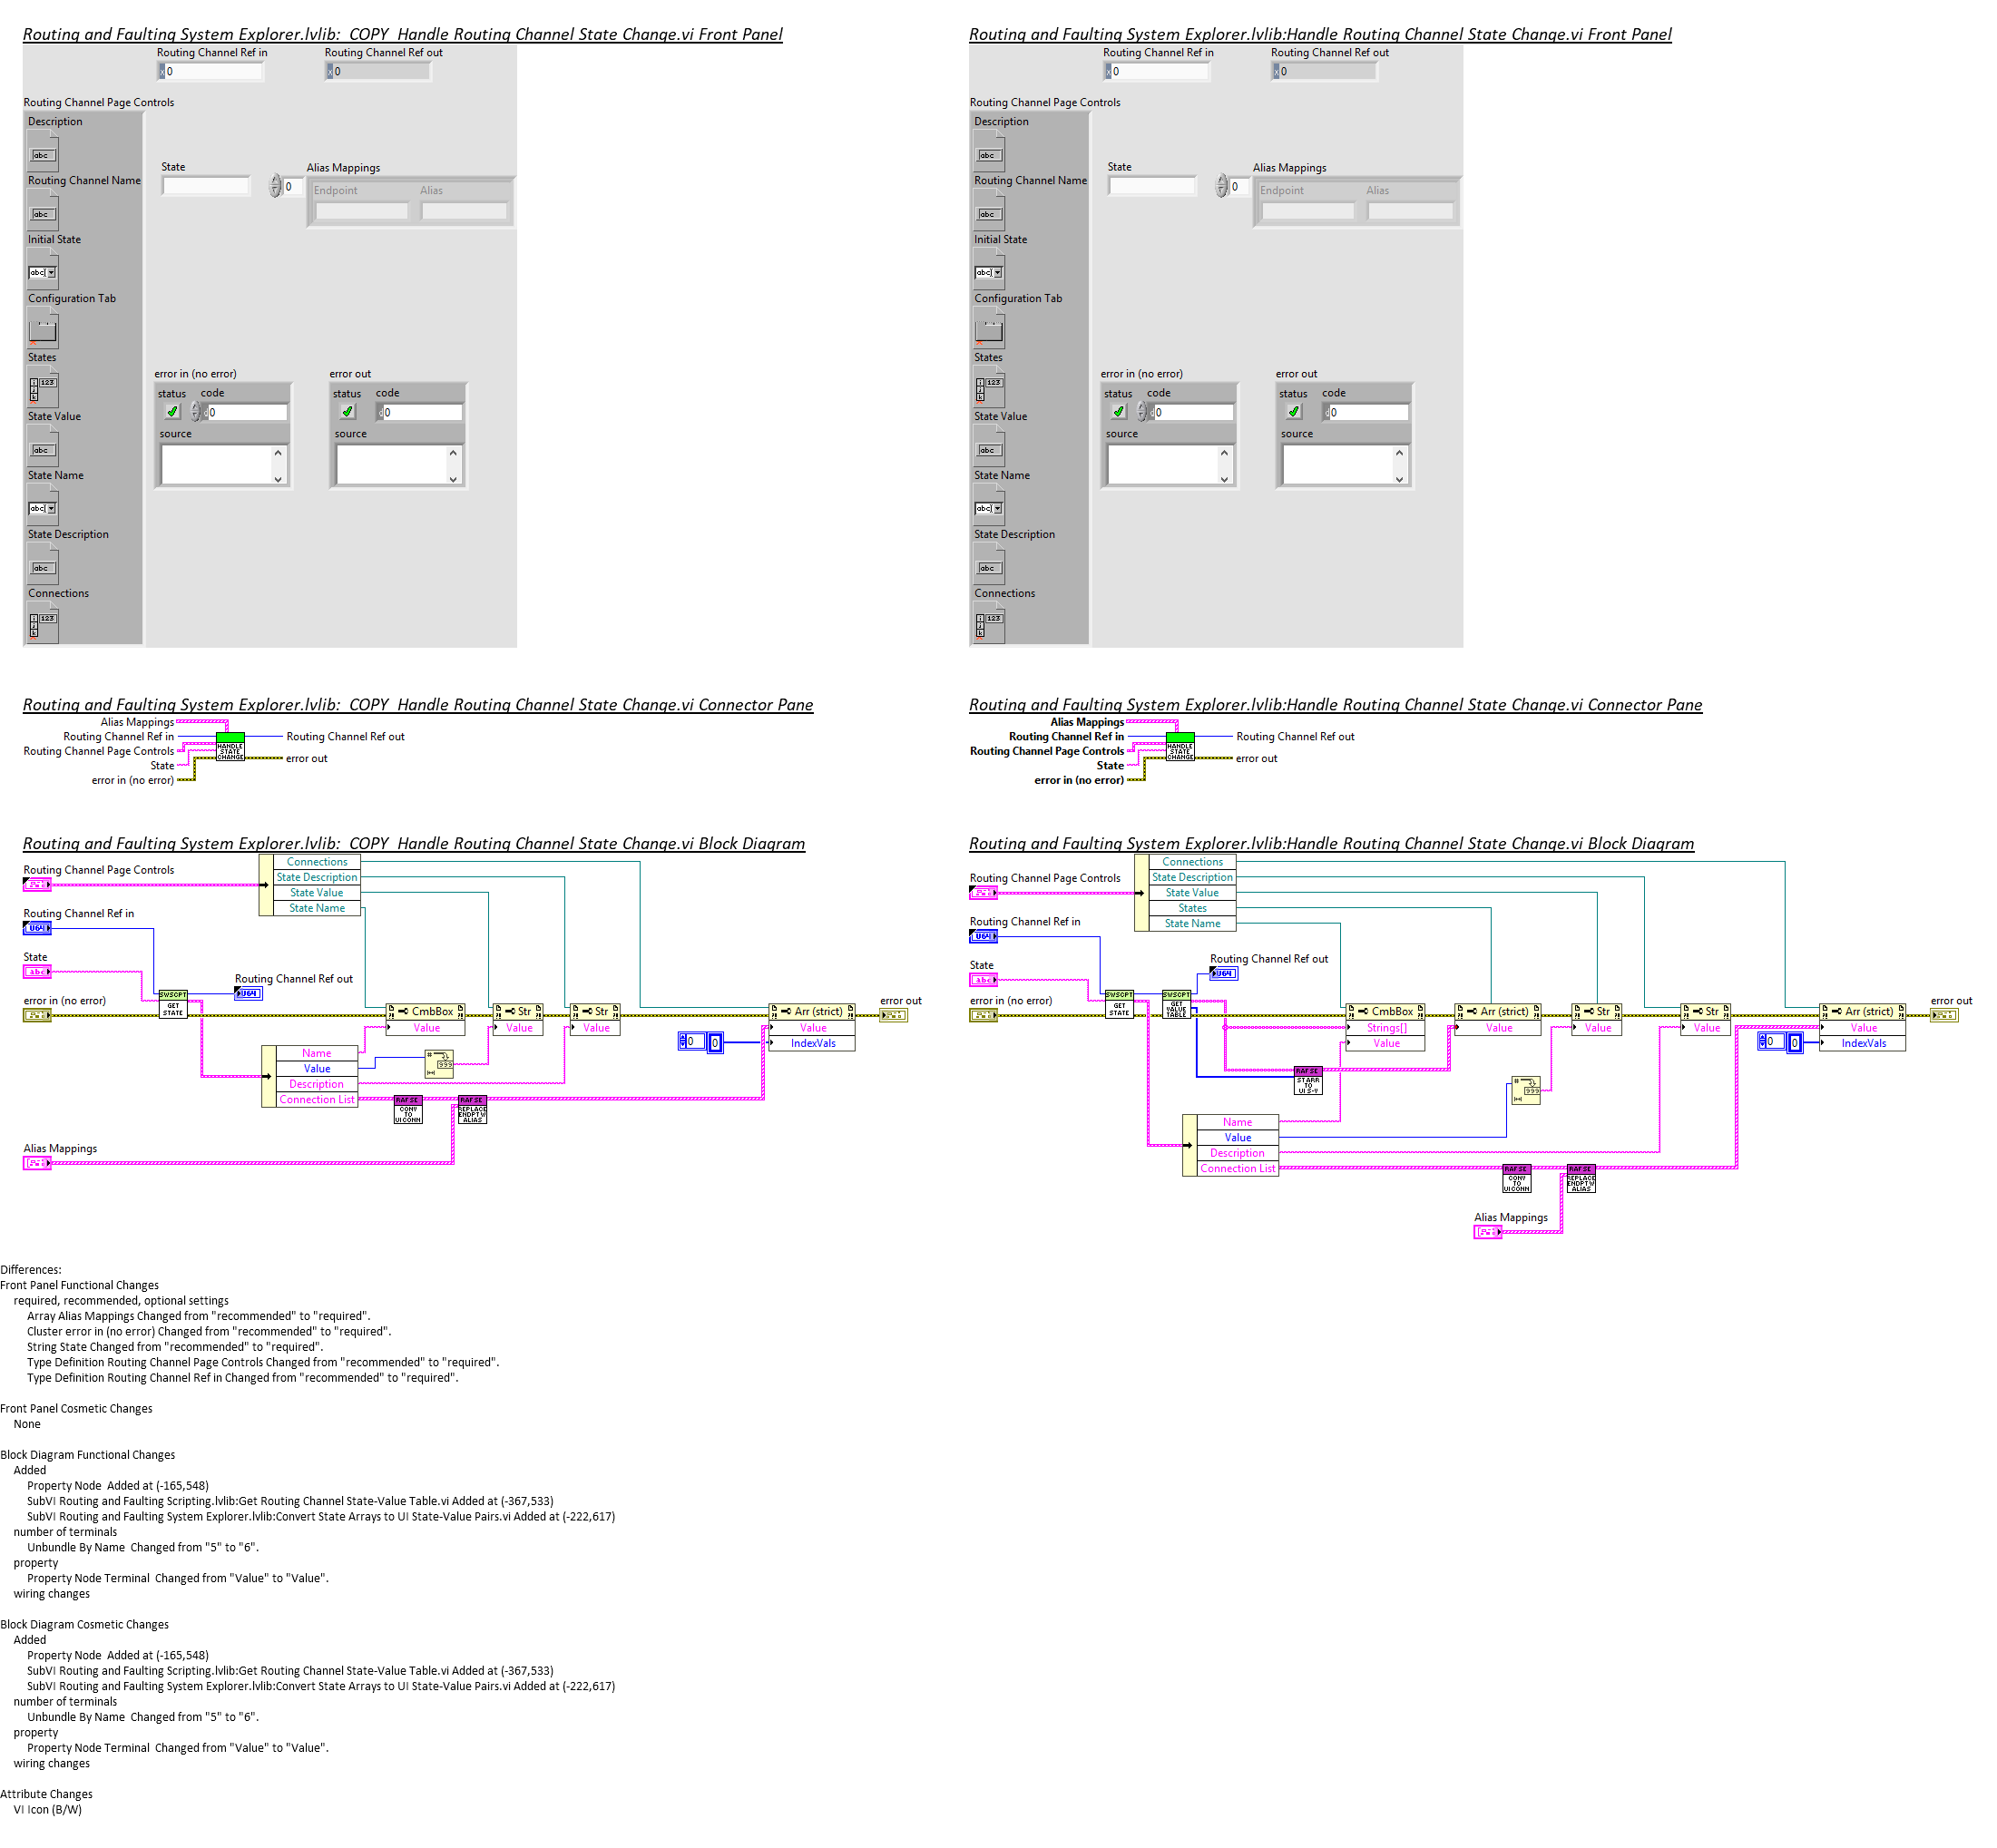 Routing and Faulting System Explorer.lvlib:  COPY  Handle Routing Channel State Change.vi Front Panel
Routing Channel Ref in
Routing Channel Ref out
x 0
x 0
Routing Channel Page Controls
Description
abc
Routing Channel Name
abc
Initial State
abc
Configuration Tab
States
123
State Value
abc
State Name
abc
State Description
abc
Connections
123
State
0
Alias Mappings
Endpoint
Alias
error in (no error)
status
code
d 0
source
error out
status
code
d 0
source
Routing and Faulting System Explorer.lvlib:Handle Routing Channel State Change.vi Front Panel
Routing Channel Ref in
Routing Channel Ref out
x 0
x 0
Routing Channel Page Controls
Description
abc
Routing Channel Name
abc
Initial State
abc
Configuration Tab
States
123
State Value
abc
State Name
abc
State Description
abc
Connections
123
State
0
Alias Mappings
Endpoint
Alias
error in (no error)
status
code
d 0
source
error out
status
code
d 0
source
Routing and Faulting System Explorer.lvlib:  COPY  Handle Routing Channel State Change.vi Connector Pane
Alias Mappings
Routing Channel Ref in
Routing Channel Page Controls
State
error in (no error)
HANDLE
STATE
CHANGE
Routing Channel Ref out
error out
Routing and Faulting System Explorer.lvlib:Handle Routing Channel State Change.vi Connector Pane
Alias Mappings
Routing Channel Ref in
Routing Channel Page Controls
State
error in (no error)
HANDLE
STATE
CHANGE
Routing Channel Ref out
error out
Routing and Faulting System Explorer.lvlib:  COPY  Handle Routing Channel State Change.vi Block Diagram
Routing Channel Page Controls
Connections
State Description
State Value
State Name
Routing Channel Ref in
U64
State
abc
Routing Channel Ref out
U64
error in (no error)
SWSCPT
GET
STATE
CmbBox
Value
Str
Value
Str
Value
Arr (strict)
Value
IndexVals
0
0
error out
Name
Value
Description
Connection List
RAFSE
CONV
TO
UI CONN
RAFSE
REPLACE
ENDPT W
ALIAS
Alias Mappings
Routing and Faulting System Explorer.lvlib:Handle Routing Channel State Change.vi Block Diagram
Routing Channel Page Controls
Connections
State Description
State Value
States
State Name
Routing Channel Ref in
U64
State
abc
Routing Channel Ref out
U64
error in (no error)
SWSCPT
GET
STATE
SWSCPT
GET
VALUE
TABLE
CmbBox
Strings[]
Value
Arr (strict)
Value
Str
Value
Str
Value
Arr (strict)
Value
IndexVals
0
0
error out
RAFSE
ST ARR
TO
UI S-V
Name
Value
Description
Connection List
RAFSE
CONV
TO
UI CONN
RAFSE
REPLACE
ENDPT W
ALIAS
Alias Mappings
Differences:
Front Panel Functional Changes
required, recommended, optional settings
Array Alias Mappings Changed from "recommended" to "required".
Cluster error in (no error) Changed from "recommended" to "required".
String State Changed from "recommended" to "required".
Type Definition Routing Channel Page Controls Changed from "recommended" to "required".
Type Definition Routing Channel Ref in Changed from "recommended" to "required".
Front Panel Cosmetic Changes
None
Block Diagram Functional Changes
Added
Property Node  Added at (-165,548)
SubVI Routing and Faulting Scripting.lvlib:Get Routing Channel State-Value Table.vi Added at (-367,533)
SubVI Routing and Faulting System Explorer.lvlib:Convert State Arrays to UI State-Value Pairs.vi Added at (-222,617)
number of terminals
Unbundle By Name  Changed from "5" to "6".
property
Property Node Terminal  Changed from "Value" to "Value".
wiring changes
Block Diagram Cosmetic Changes
Added
Property Node  Added at (-165,548)
SubVI Routing and Faulting Scripting.lvlib:Get Routing Channel State-Value Table.vi Added at (-367,533)
SubVI Routing and Faulting System Explorer.lvlib:Convert State Arrays to UI State-Value Pairs.vi Added at (-222,617)
number of terminals
Unbundle By Name  Changed from "5" to "6".
property
Property Node Terminal  Changed from "Value" to "Value".
wiring changes
Attribute Changes
VI Icon (B/W)